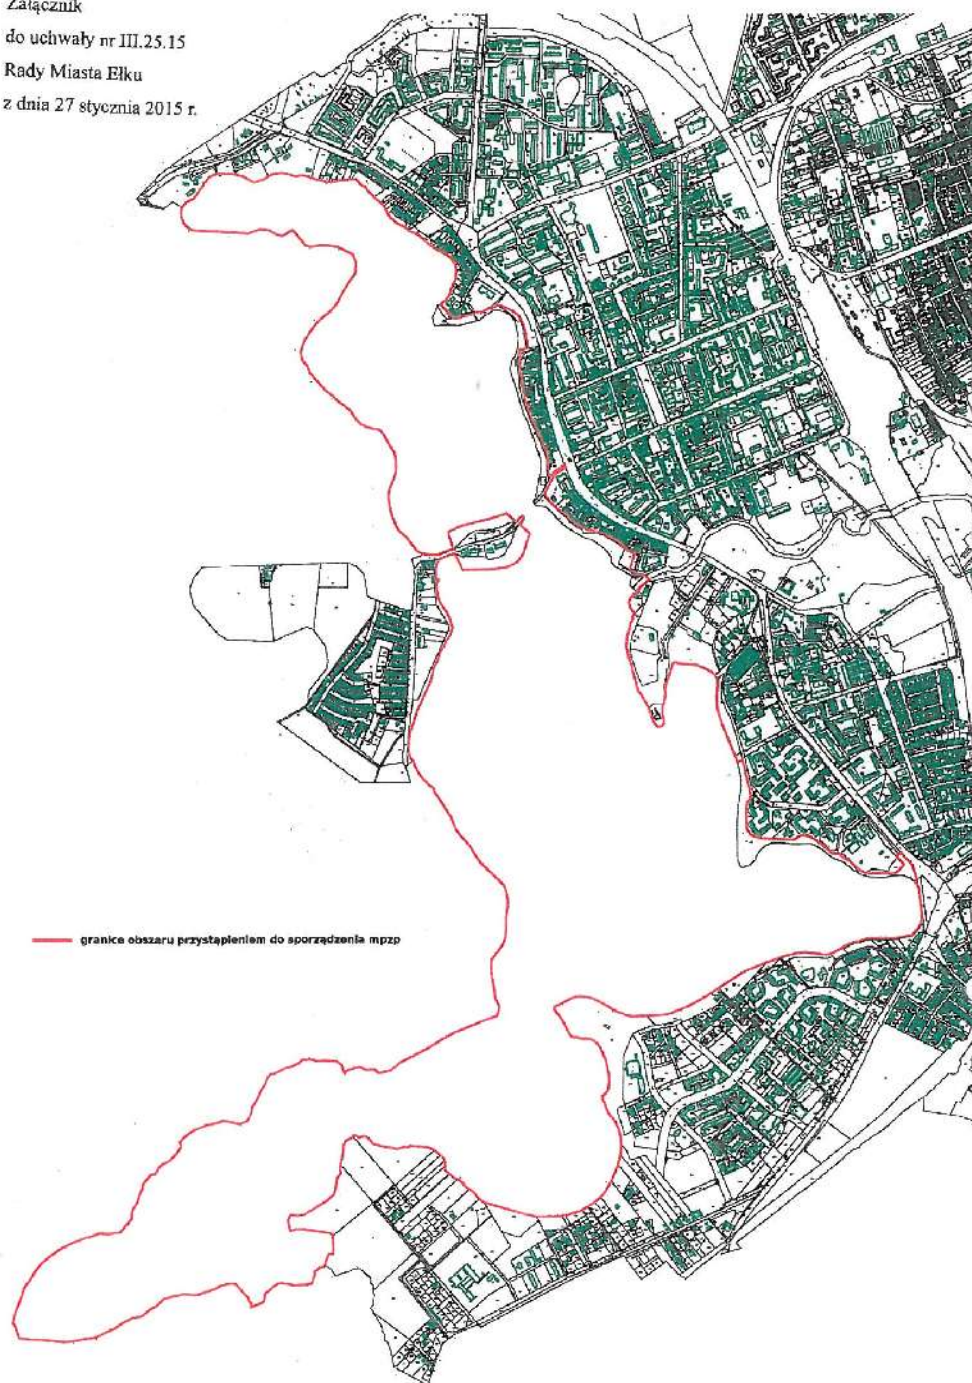 Załącznik
do uchwały nr III.25.15
Rady Miasta Ełku
z dnia 27 stycznia 2015 r.
granice obszaru przystąpieniem do sporządzenia mpzp